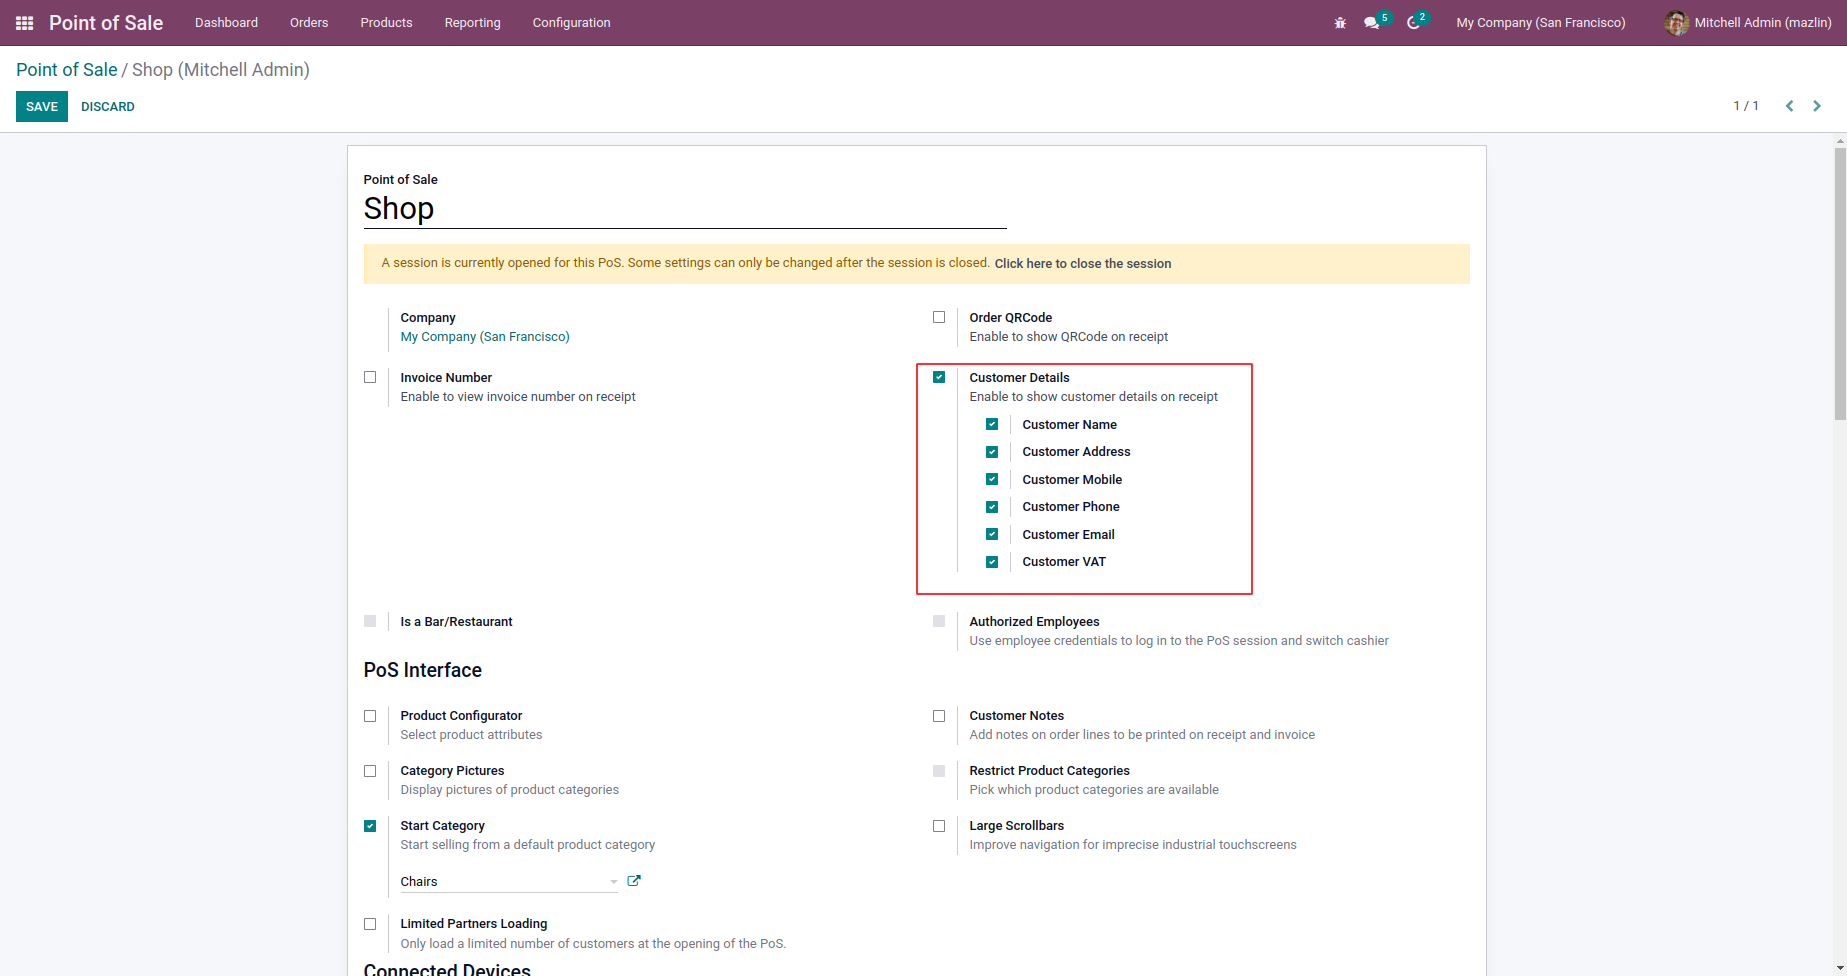 Point of Sale Dashboard Orders Products Reporting Configuration 5 2 My Company (San Francisco) Mitchell Admin (mazlin)
Point of Sale / Shop (Mitchell Admin)
SAVE DISCARD 1 / 1
Point of Sale
Shop
A session is currently opened for this PoS. Some settings can only be changed after the session is closed. Click here to close the session
Company
My Company (San Francisco)
Order QRCode
Enable to show QRCode on receipt
Invoice Number
Enable to view invoice number on receipt
Customer Details
Enable to show customer details on receipt
Customer Name
Customer Address
Customer Mobile
Customer Phone
Customer Email
Customer VAT
Is a Bar/Restaurant
Authorized Employees
Use employee credentials to log in to the PoS session and switch cashier
PoS Interface
Product Configurator
Select product attributes
Customer Notes
Add notes on order lines to be printed on receipt and invoice
Category Pictures
Display pictures of product categories
Restrict Product Categories
Pick which product categories are available
Start Category
Start selling from a default product category
Chairs
Large Scrollbars
Improve navigation for imprecise industrial touchscreens
Limited Partners Loading
Only load a limited number of customers at the opening of the PoS.
Connected Devices